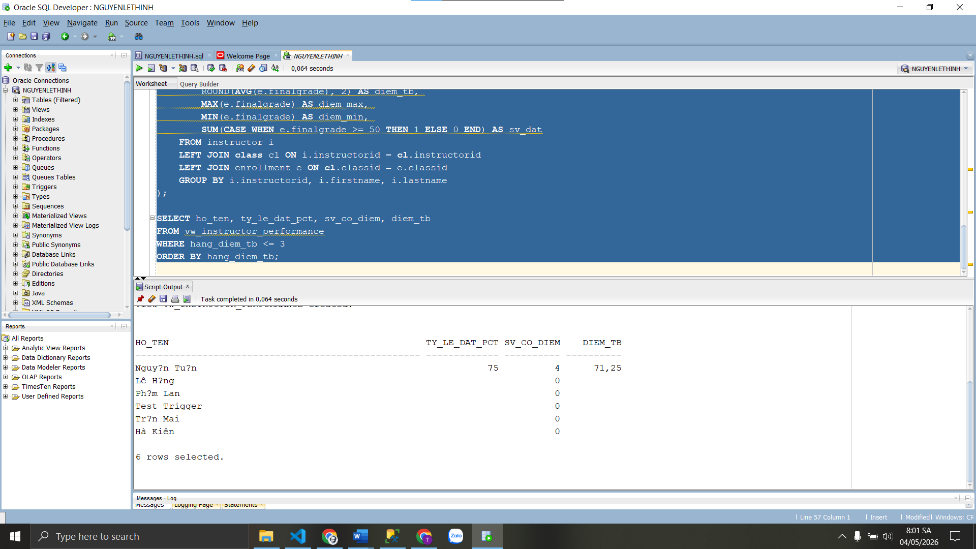 Oracle SQL Developer : NGUYENLETHINH
File Edit View Navigate Run Source Team Tools Window Help
Connections
NGUYENLETHINH.sql
Welcome Page
NGUYENLETHINH
0,064 seconds
NGUYENLETHINH
Worksheet
Query Builder
Oracle Connections
NGUYENLETHINH
Tables (Filtered)
Views
Indexes
Packages
Procedures
Functions
Operators
Queues
Queues Tables
Triggers
Types
Sequences
Materialized Views
Materialized View Logs
Synonyms
Public Synonyms
Database Links
Public Database Links
Directories
Editions
Java
XML Schemas
ROUND(AVG(e.finalgrade), 2) AS diem_tb,
MAX(e.finalgrade) AS diem_max,
MIN(e.finalgrade) AS diem_min,
SUM(CASE WHEN e.finalgrade >= 50 THEN 1 ELSE 0 END) AS sv_dat
FROM instructor i
LEFT JOIN class cl ON i.instructorid = cl.instructorid
LEFT JOIN enrollment e ON cl.classid = e.classid
GROUP BY i.instructorid, i.firstname, i.lastname
);
SELECT ho_ten, ty_le_dat_pct, sv_co_diem, diem_tb
FROM vw_instructor_performance
WHERE hang_diem_tb <= 3
ORDER BY hang_diem_tb;
Reports
All Reports
Analytic View Reports
Data Dictionary Reports
Data Modeler Reports
OLAP Reports
TimesTen Reports
User Defined Reports
Script Output
Task completed in 0,064 seconds
HO_TEN TY_LE_DAT_PCT SV_CO_DIEM DIEM_TB
Nguy?n Tu?n 75 4 71,25
Lê H?ng 0
Ph?m Lan 0
Test Trigger 0
Tr?n Mai 0
Hà Kiên 0
6 rows selected.
Messages - Log
Messages Logging Page Statements
Line 57 Column 1 Insert Modified Windows: CF
Type here to search
Zalo
8:01 SA
04/05/2026